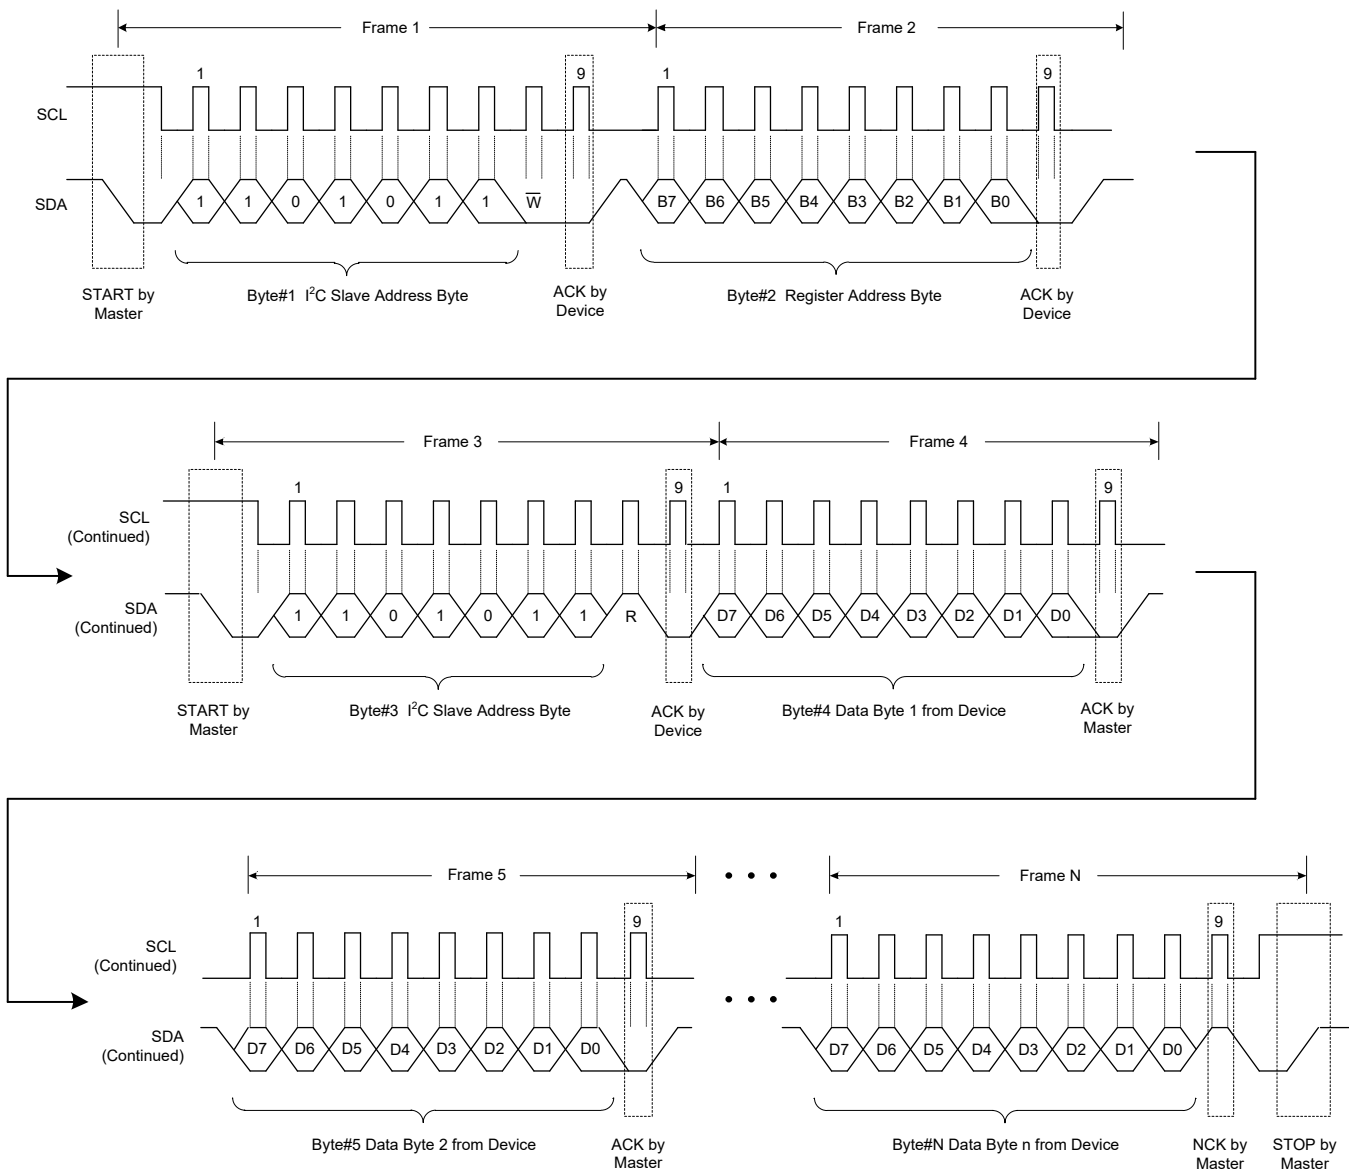 Frame 1 Frame 2
1 9 1 9
SCL
SDA 1 1 0 1 0 1 1 W̅ B7 B6 B5 B4 B3 B2 B1 B0
START by Master
Byte#1 I²C Slave Address Byte
ACK by Device
Byte#2 Register Address Byte
ACK by Device
Frame 3 Frame 4
1 9 1 9
SCL
(Continued)
SDA
(Continued)
1 1 0 1 0 1 1 R D7 D6 D5 D4 D3 D2 D1 D0
START by Master
Byte#3 I²C Slave Address Byte
ACK by Device
Byte#4 Data Byte 1 from Device
ACK by Master
Frame 5 • • • Frame N
1 9 1 9
SCL
(Continued)
• • •
SDA
(Continued)
D7 D6 D5 D4 D3 D2 D1 D0 D7 D6 D5 D4 D3 D2 D1 D0
Byte#5 Data Byte 2 from Device
ACK by Master
Byte#N Data Byte n from Device
NCK by Master
STOP by Master